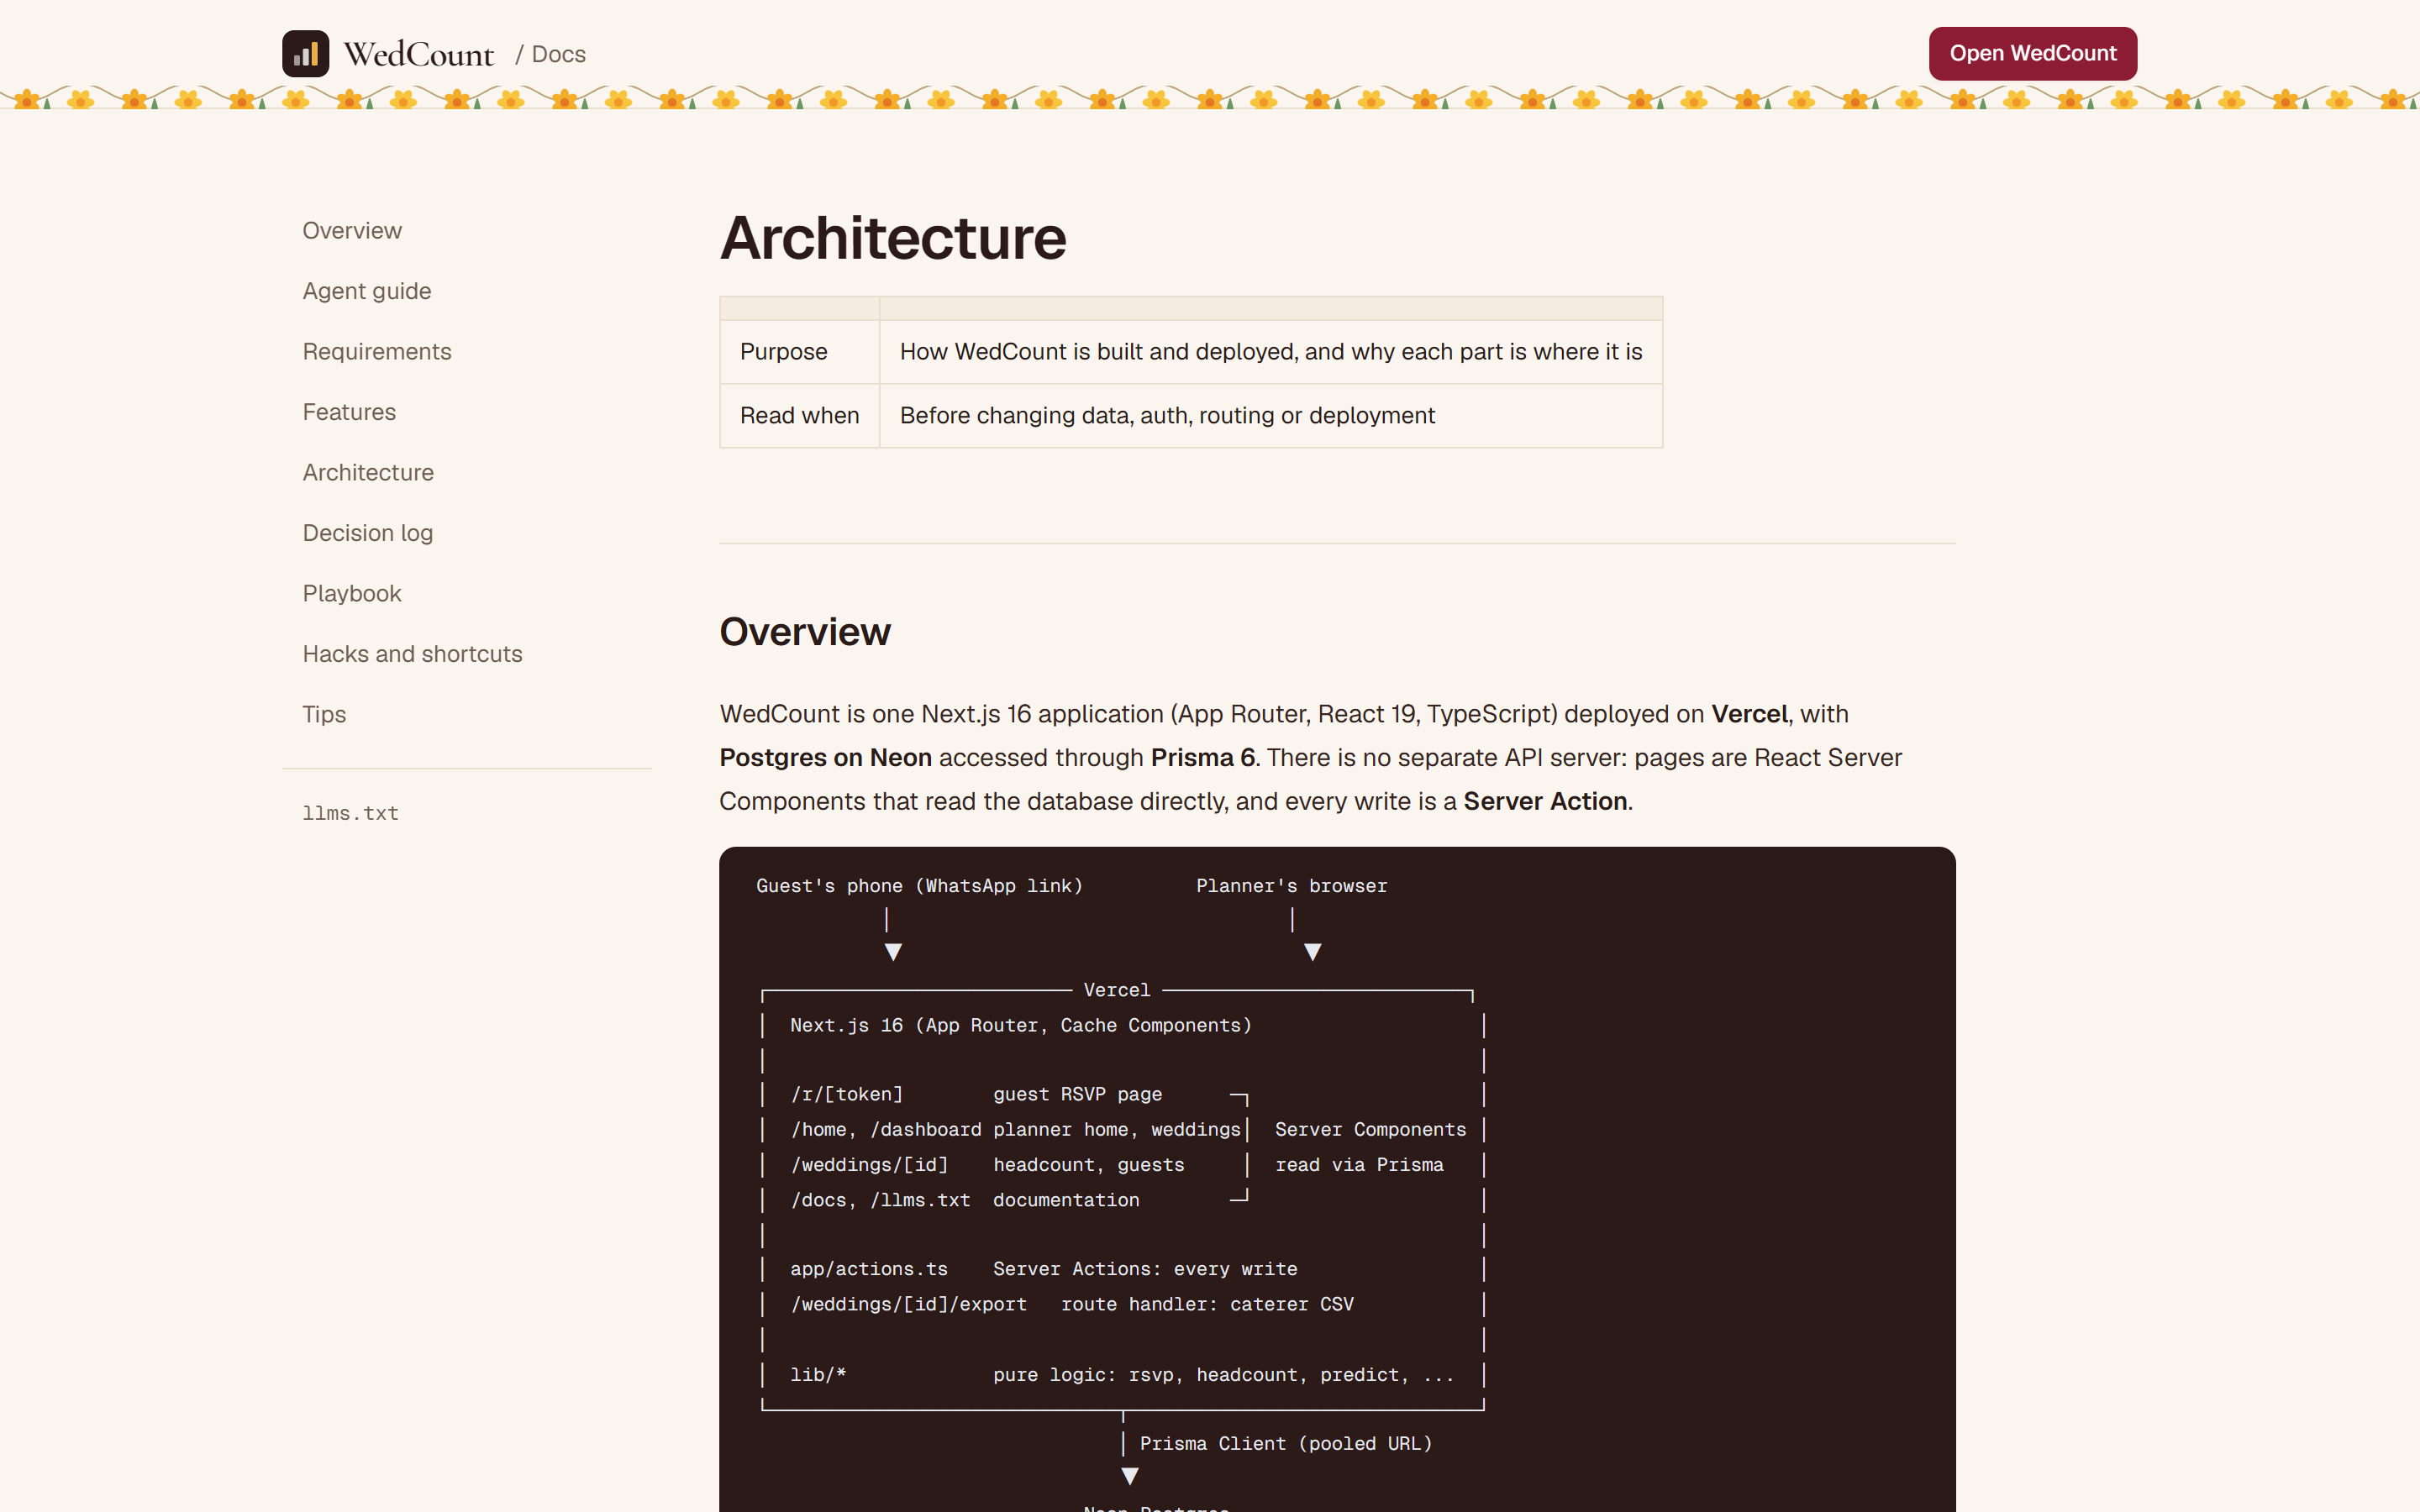 WedCount / Docs
Open WedCount
Overview
Agent guide
Requirements
Features
Architecture
Decision log
Playbook
Hacks and shortcuts
Tips
llms.txt
Architecture
Purpose How WedCount is built and deployed, and why each part is where it is
Read when Before changing data, auth, routing or deployment
Overview
WedCount is one Next.js 16 application (App Router, React 19, TypeScript) deployed on Vercel, with
Postgres on Neon accessed through Prisma 6. There is no separate API server: pages are React Server
Components that read the database directly, and every write is a Server Action.
Guest's phone (WhatsApp link) Planner's browser
Vercel
Next.js 16 (App Router, Cache Components)
/r/[token] guest RSVP page
/home, /dashboard planner home, weddings Server Components
/weddings/[id] headcount, guests read via Prisma
/docs, /llms.txt documentation
app/actions.ts Server Actions: every write
/weddings/[id]/export route handler: caterer CSV
lib/* pure logic: rsvp, headcount, predict, ...
Prisma Client (pooled URL)